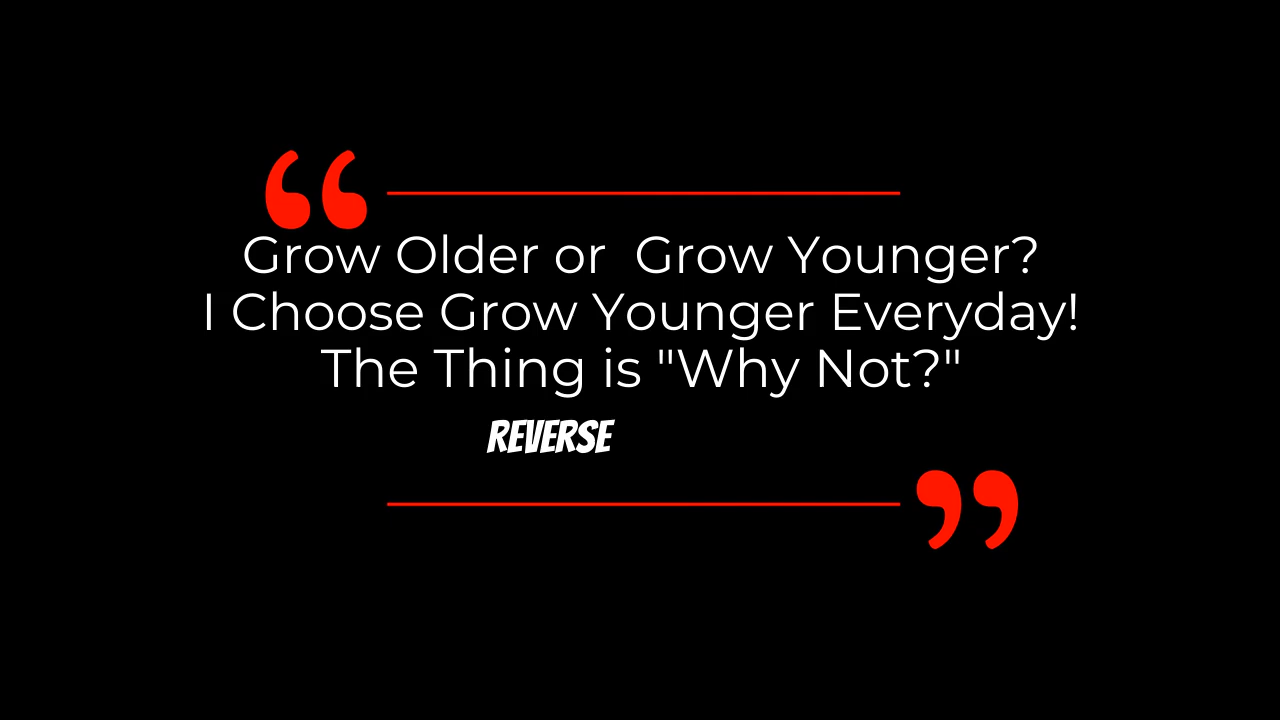 Grow Older or  Grow Younger?
I Choose Grow Younger Everyday!
The Thing is "Why Not?"
REVERSE